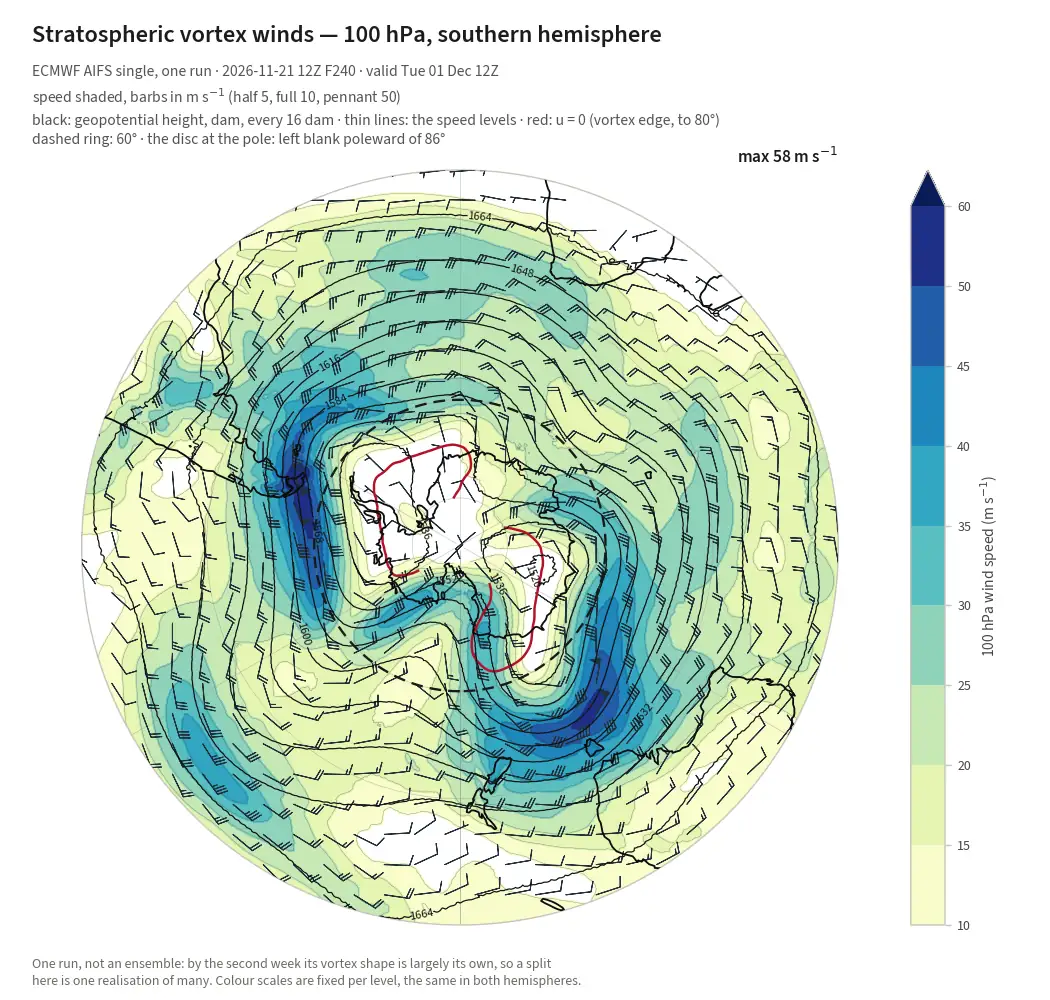 Stratospheric vortex winds — 100 hPa, southern hemisphere
ECMWF AIFS single, one run · 2026-11-21 12Z F240 · valid Tue 01 Dec 12Z
speed shaded, barbs in m s⁻¹ (half 5, full 10, pennant 50)
black: geopotential height, dam, every 16 dam · thin lines: the speed levels · red: u = 0 (vortex edge, to 80°)
dashed ring: 60° · the disc at the pole: left blank poleward of 86°
max 58 m s⁻¹
1664
1648
1616
1584
1568
1552
1536
1520
1600
1632
1664
60
50
45
40
35
30
25
20
15
10
100 hPa wind speed (m s⁻¹)
One run, not an ensemble: by the second week its vortex shape is largely its own, so a split
here is one realisation of many. Colour scales are fixed per level, the same in both hemispheres.